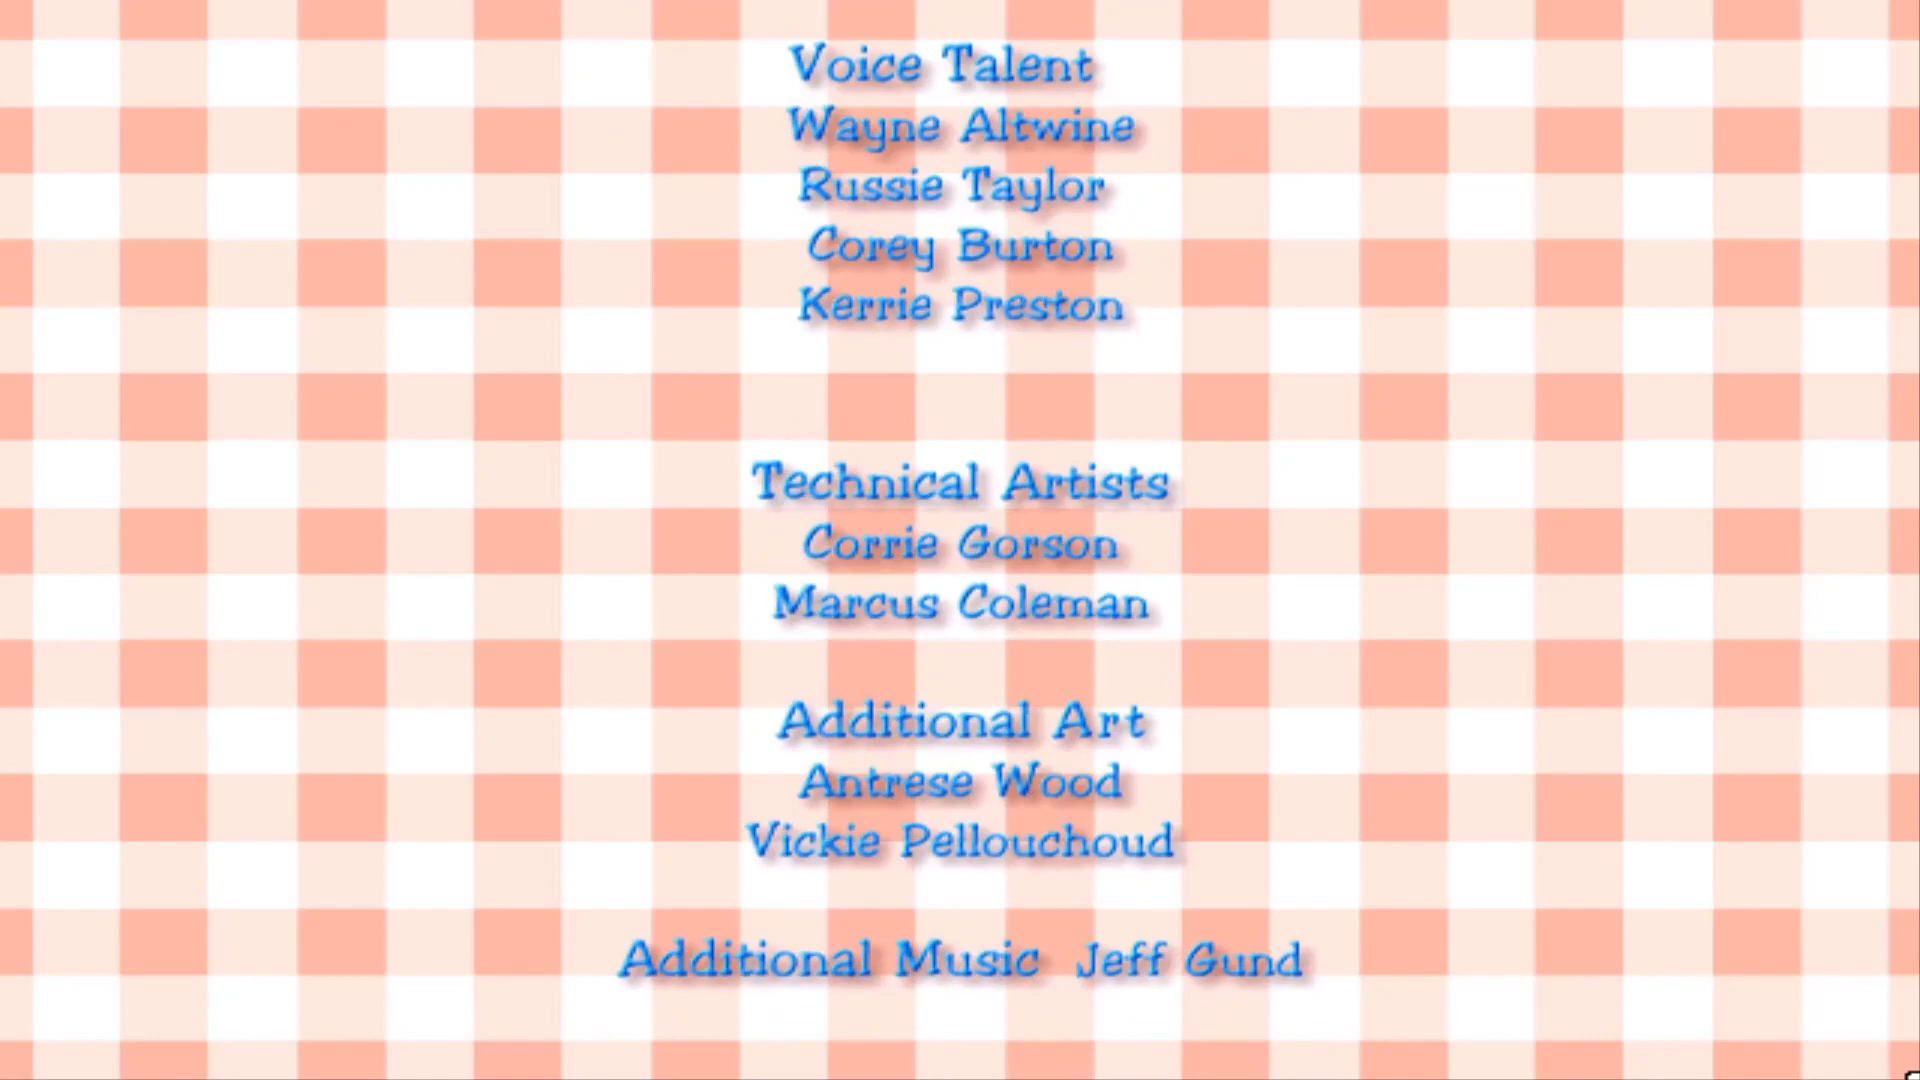 Voice Talent
Wayne Altwine
Russie Taylor
Corey Burton
Kerrie Preston
Technical Artists
Corrie Gorson
Marcus Coleman
Additional Art
Antrese Wood
Vickie Pellouchoud
Additional Music Jeff Gund